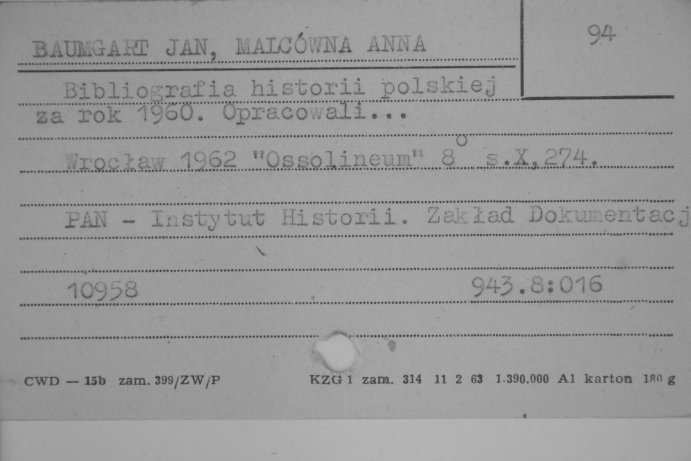 94
BAUMGART JAN, MALCÓWNA ANNA
Bibliografia historii polskiej
za rok 1960. Opracowali...
Wrocław 1962 "Ossolineum" 8° s.X,274.
PAN - Instytut Historii. Zakład Dokumentacj
10958 943.8:016
CWD — 15b zam. 399/ZW/P KZG 1 zam. 314 11 2 63 1.390.000 A1 karton 180 g